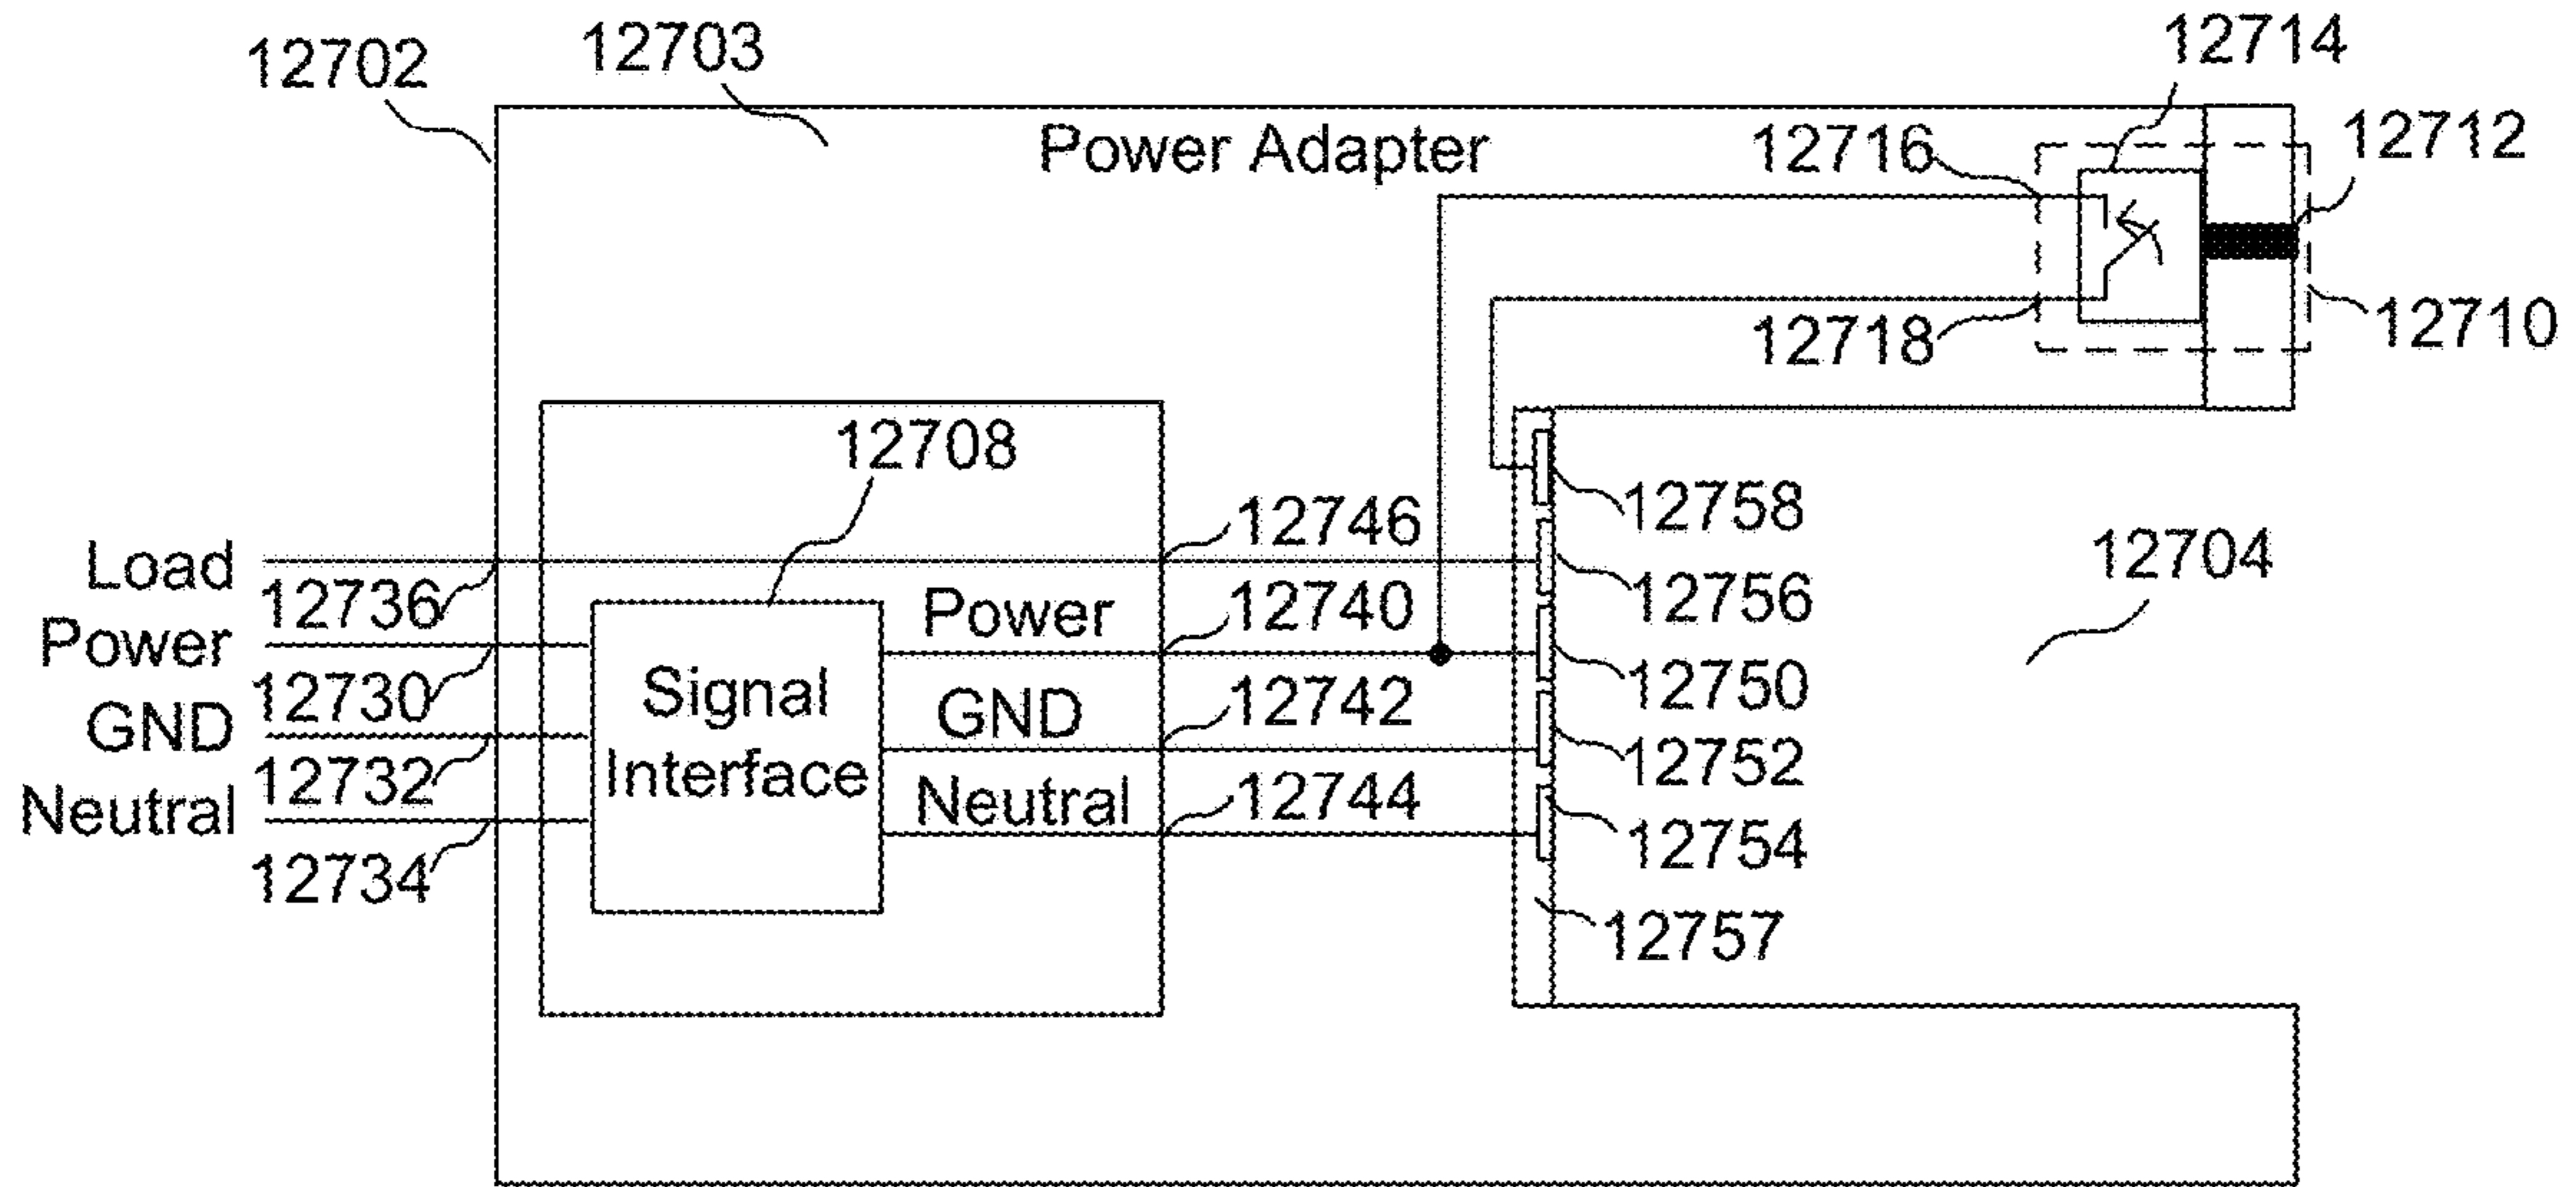 12702
12703
12714
Power Adapter
12716
12712
12718
12710
12708
12746
12758
Load
12736
12756
12704
Power
12740
Power
12730
12750
Signal
Interface
GND
12742
GND
12732
12752
Neutral
12744
Neutral
12734
12754
12757